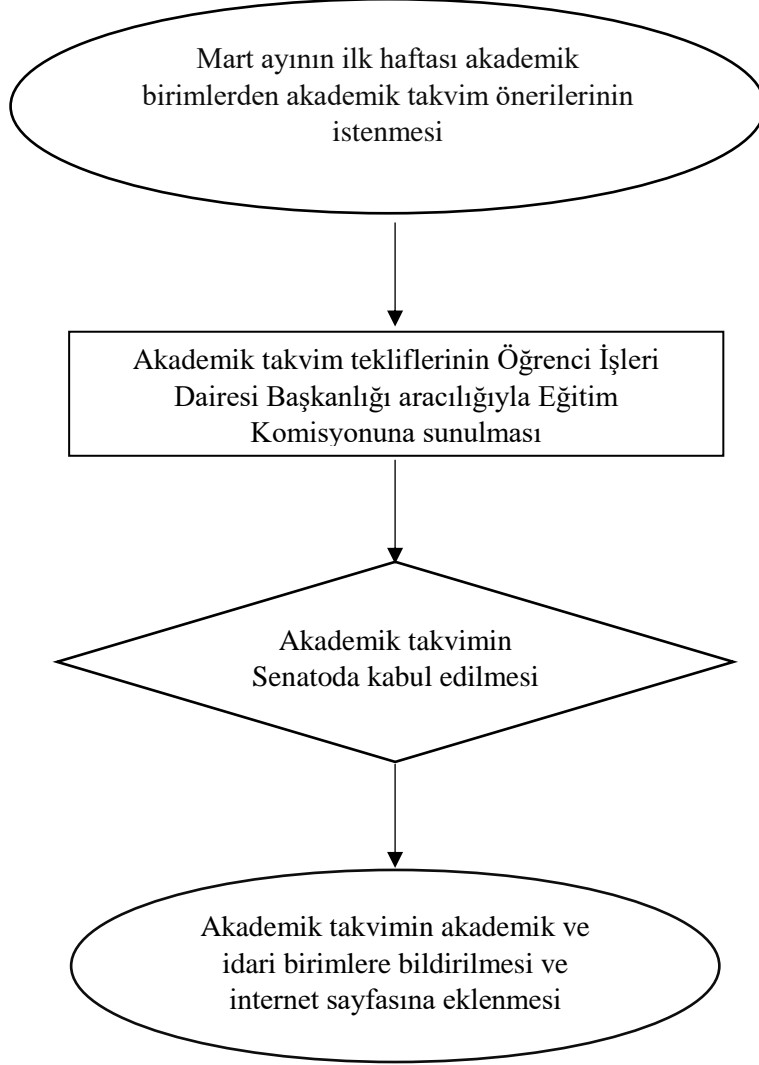 Mart ayının ilk haftası akademik
birimlerden akademik takvim önerilerinin
istenmesi
Akademik takvim tekliflerinin Öğrenci İşleri
Dairesi Başkanlığı aracılığıyla Eğitim
Komisyonuna sunulması
Akademik takvimin
Senatoda kabul edilmesi
Akademik takvimin akademik ve
idari birimlere bildirilmesi ve
internet sayfasına eklenmesi